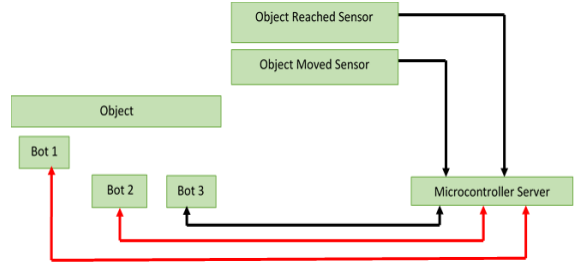 Object Reached Sensor
Object Moved Sensor
Object
Bot 1
Bot 2
Bot 3
Microcontroller Server